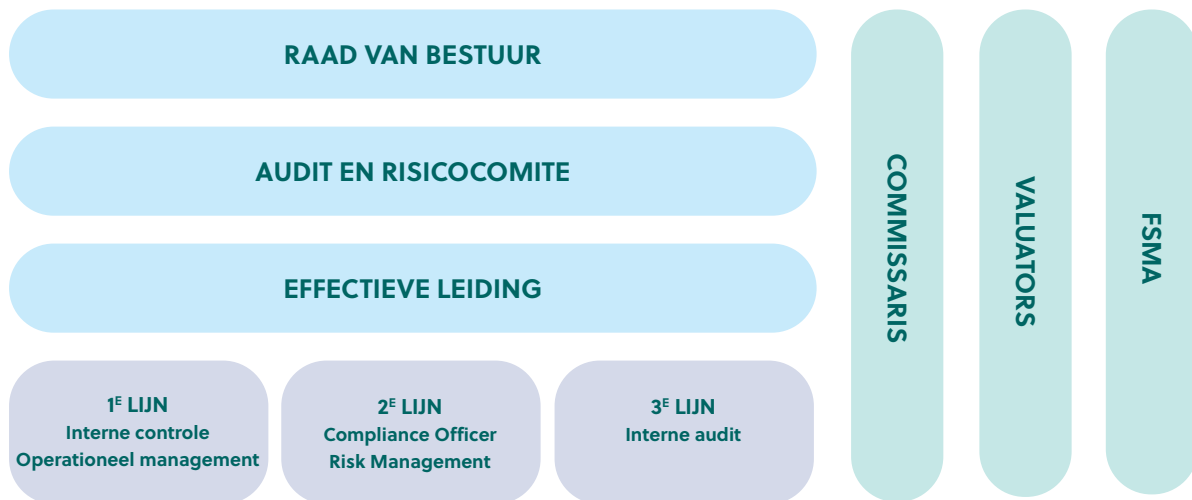 RAAD VAN BESTUUR
AUDIT EN RISICOCOMITE
EFFECTIEVE LEIDING
1E LIJN
Interne controle
Operationeel management
2E LIJN
Compliance Officer
Risk Management
3E LIJN
Interne audit
COMMISSARIS
VALUATORS
FSMA